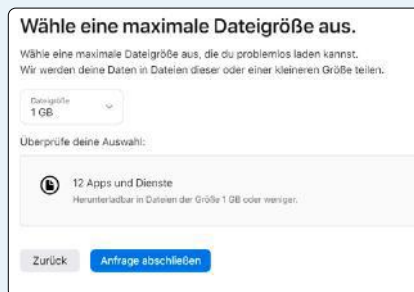 Wähle eine maximale Dateigröße aus.
Wähle eine maximale Dateigröße aus, die du problemlos laden kannst.
Wir werden deine Daten in Dateien dieser oder einer kleineren Größe teilen.
Dateigröße
1 GB
Überprüfe deine Auswahl:
12 Apps und Dienste
Herunterladbar in Dateien der Größe 1 GB oder weniger.
Zurück
Anfrage abschließen